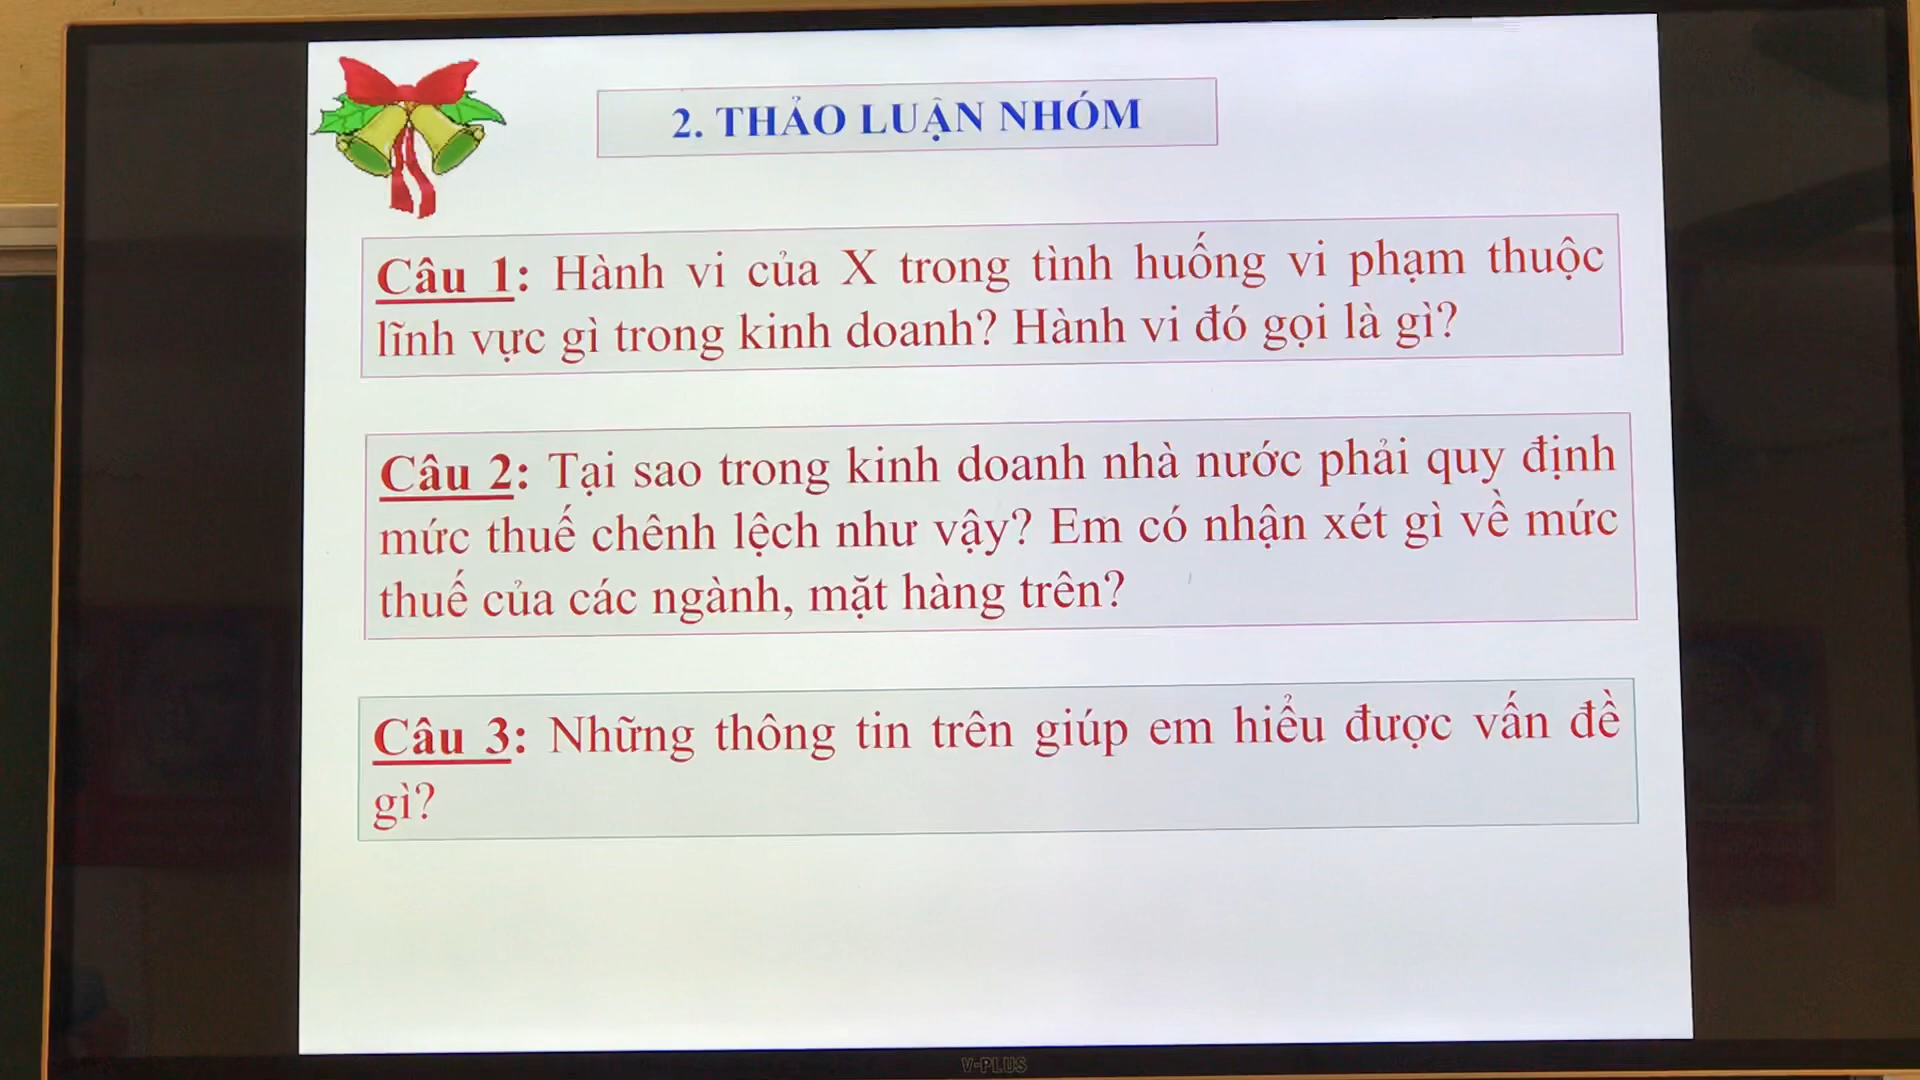 2. THẢO LUẬN NHÓM
Câu 1: Hành vi của X trong tình huống vi phạm thuộc
lĩnh vực gì trong kinh doanh? Hành vi đó gọi là gì?
Câu 2: Tại sao trong kinh doanh nhà nước phải quy định
mức thuế chênh lệch như vậy? Em có nhận xét gì về mức
thuế của các ngành, mặt hàng trên?
Câu 3: Những thông tin trên giúp em hiểu được vấn đề
gì?
V-PLUS